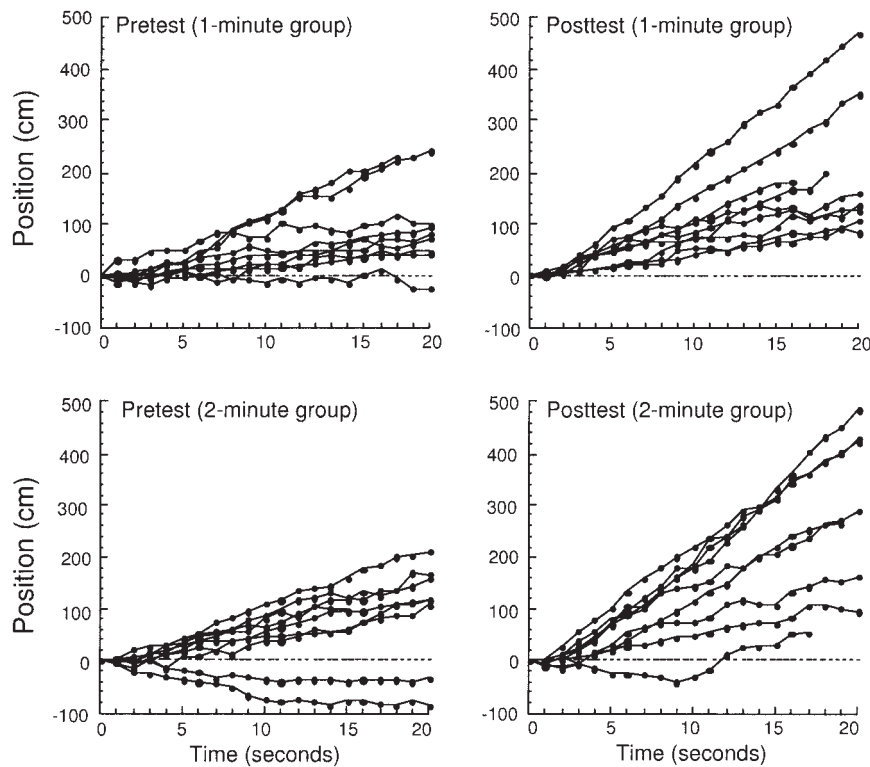 Pretest (1-minute group)
500
400
300
200
100
0
-100
Position (cm)
0 5 10 15 20
Posttest (1-minute group)
500
400
300
200
100
0
-100
0 5 10 15 20
Pretest (2-minute group)
500
400
300
200
100
0
-100
Position (cm)
0 5 10 15 20
Time (seconds)
Posttest (2-minute group)
500
400
300
200
100
0
-100
0 5 10 15 20
Time (seconds)